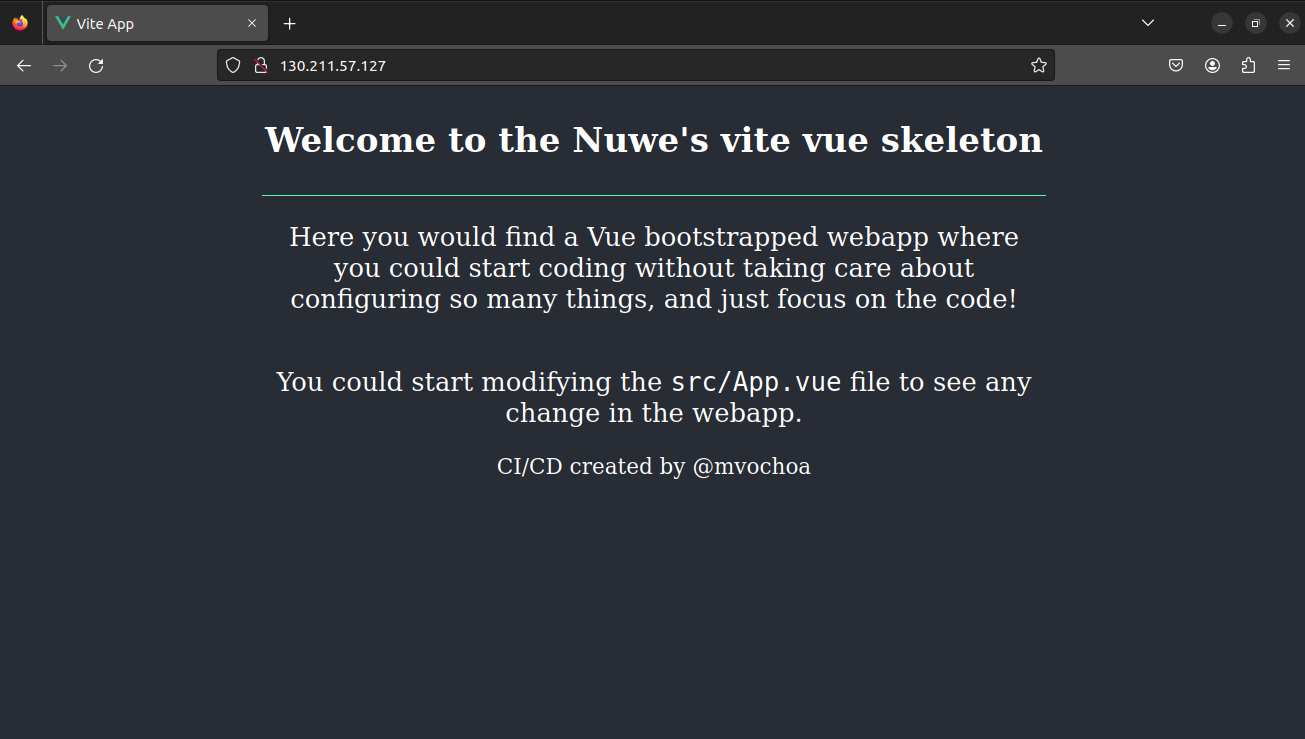 Vite App
130.211.57.127
Welcome to the Nuwe's vite vue skeleton
Here you would find a Vue bootstrapped webapp where
you could start coding without taking care about
configuring so many things, and just focus on the code!
You could start modifying the src/App.vue file to see any
change in the webapp.
CI/CD created by @mvochoa